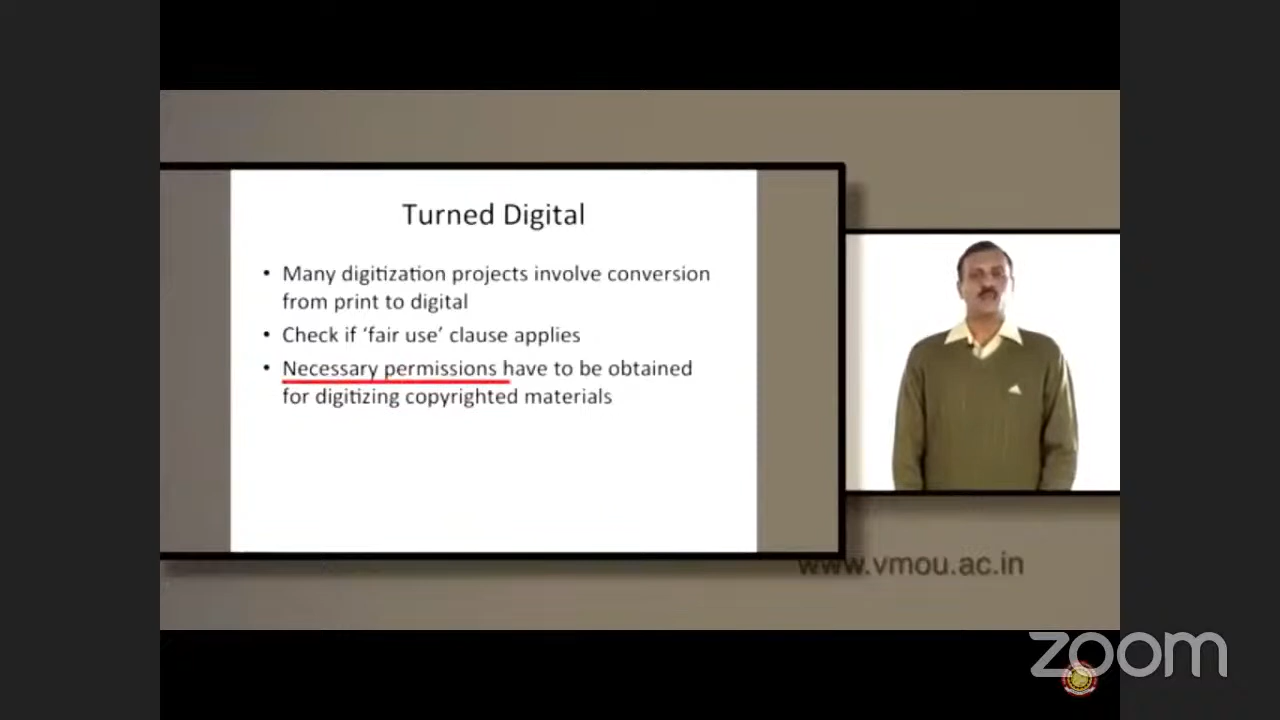 Turned Digital
• Many digitization projects involve conversion
from print to digital
• Check if ‘fair use’ clause applies
• Necessary permissions have to be obtained
for digitizing copyrighted materials
www.vmou.ac.in
zoom